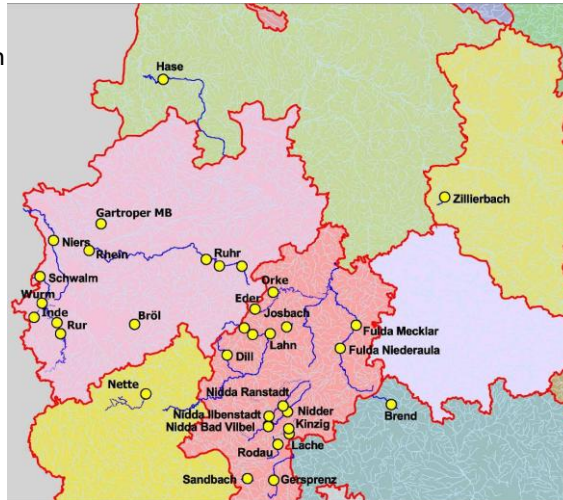 n
Hase
Zillierbach
Gartroper MB
Niers
Rhein
Ruhr
Schwalm
Orke
Wurm
Eder
Josbach
Inde
Bröl
Rur
Lahn
Fulda Mecklar
Dill
Fulda Niederaula
Nette
Nidda Ranstadt
Nidda Ilbenstadt
Nidder
Brend
Nidda Bad Vilbel
Kinzig
Rodau
Lache
Sandbach
Gersprenz